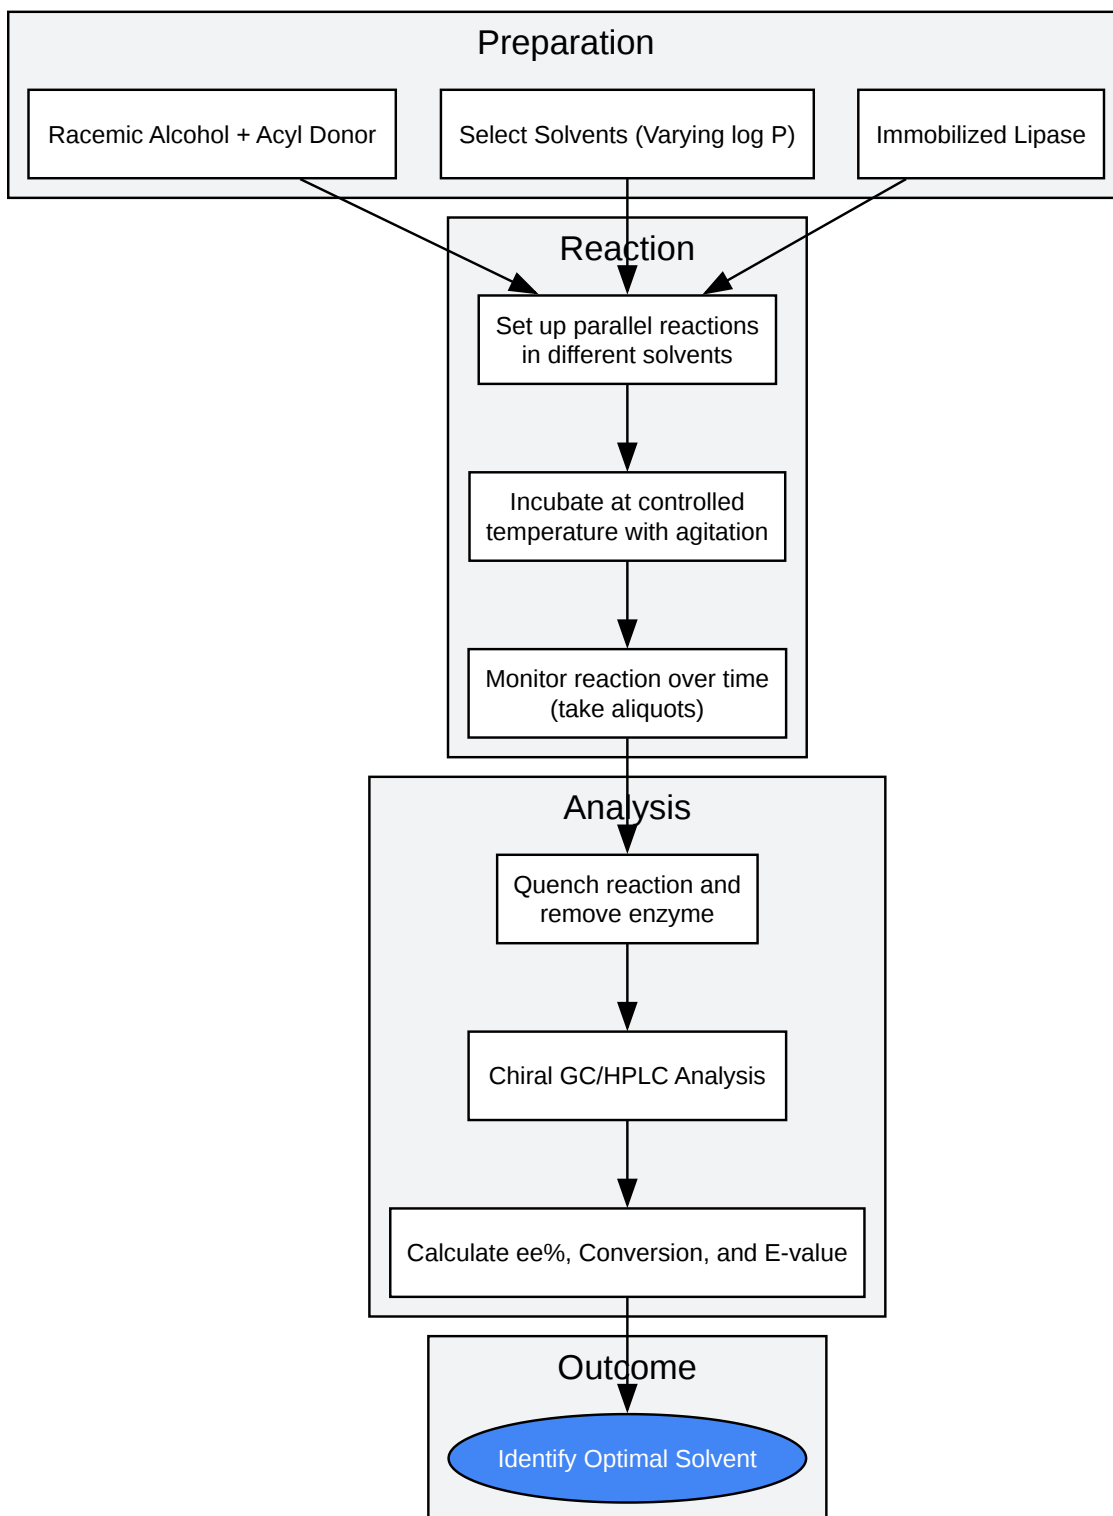 Preparation
Racemic Alcohol + Acyl Donor
Select Solvents (Varying log P)
Immobilized Lipase
Reaction
Set up parallel reactions
in different solvents
Incubate at controlled
temperature with agitation
Monitor reaction over time
(take aliquots)
Analysis
Quench reaction and
remove enzyme
Chiral GC/HPLC Analysis
Calculate ee%, Conversion, and E-value
Outcome
Identify Optimal Solvent